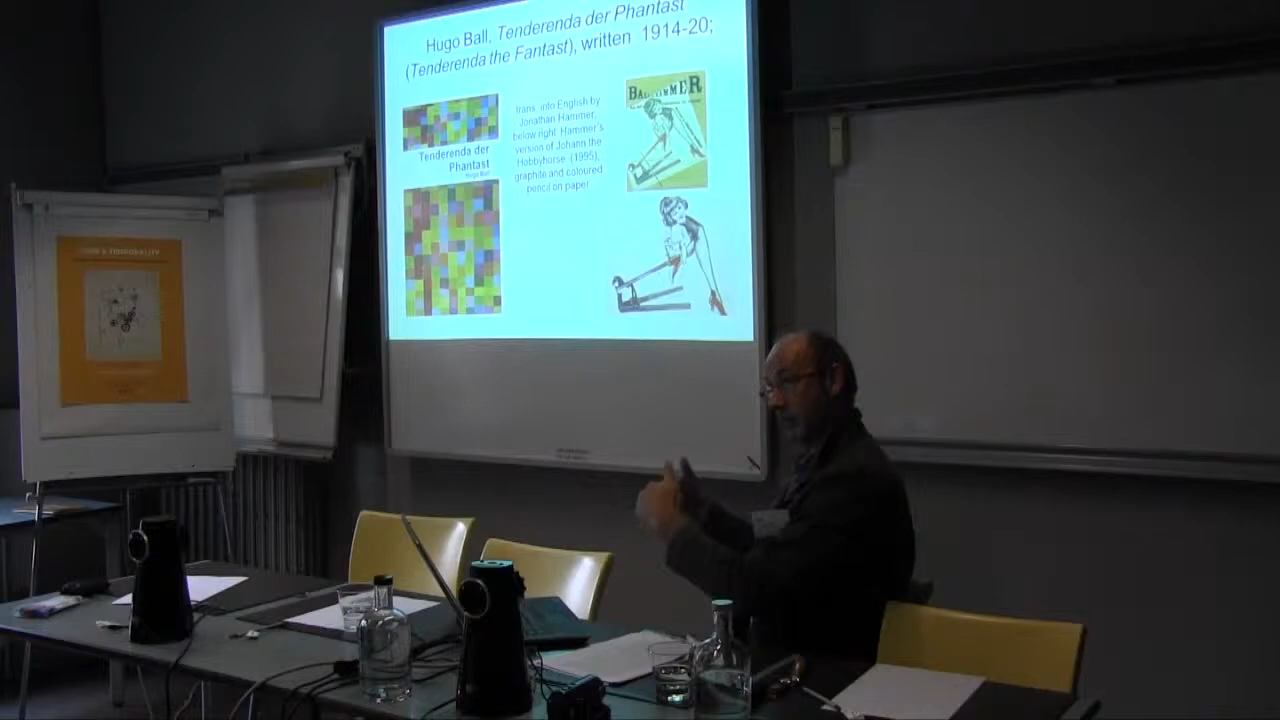 Hugo Ball, Tenderenda der Phantast
(Tenderenda the Fantast), written 1914-20;
Tenderenda der
Phantast
Hugo Ball
trans. into English by
Jonathan Hammer,
below right: Hammer's
version of Johann the
Hobbyhorse (1995),
graphite and coloured
pencil on paper
TEMPORALITY